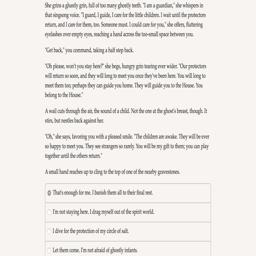 She grins a ghastly grin, full of too many ghostly teeth. "I am a guardian," she whispers in
that singsong voice. "I guard, I guide, I care for the little children. I wait until the protectors
return, and I care for them, too. Someone must. I could care for you," she offers, fluttering
eyelashes over empty eyes, reaching a hand across the too-small space between you.
"Get back," you command, taking a half step back.
"Oh please, won't you stay here?" she begs, hungry grin tearing ever wider. "Our protectors
will return soon, and they will long to meet you once they've been here. You will long to
meet them too; perhaps they can guide you home. They will guide you to the House. You
belong to the House."
A wail cuts through the air, the sound of a child. Not the one at the ghost's breast, though. It
stirs, but nestles back against her.
"Oh," she says, favoring you with a pleased smile. "The children are awake. They will be ever
so happy to meet you. They see strangers so rarely. You will be my gift to them; you can play
together until the others return."
A small hand reaches up to cling to the top of one of the nearby gravestones.
That's enough for me. I banish them all to their final rest.
I'm not staying here. I drag myself out of the spirit world.
I dive for the protection of my circle of salt.
Let them come. I'm not afraid of ghostly infants.